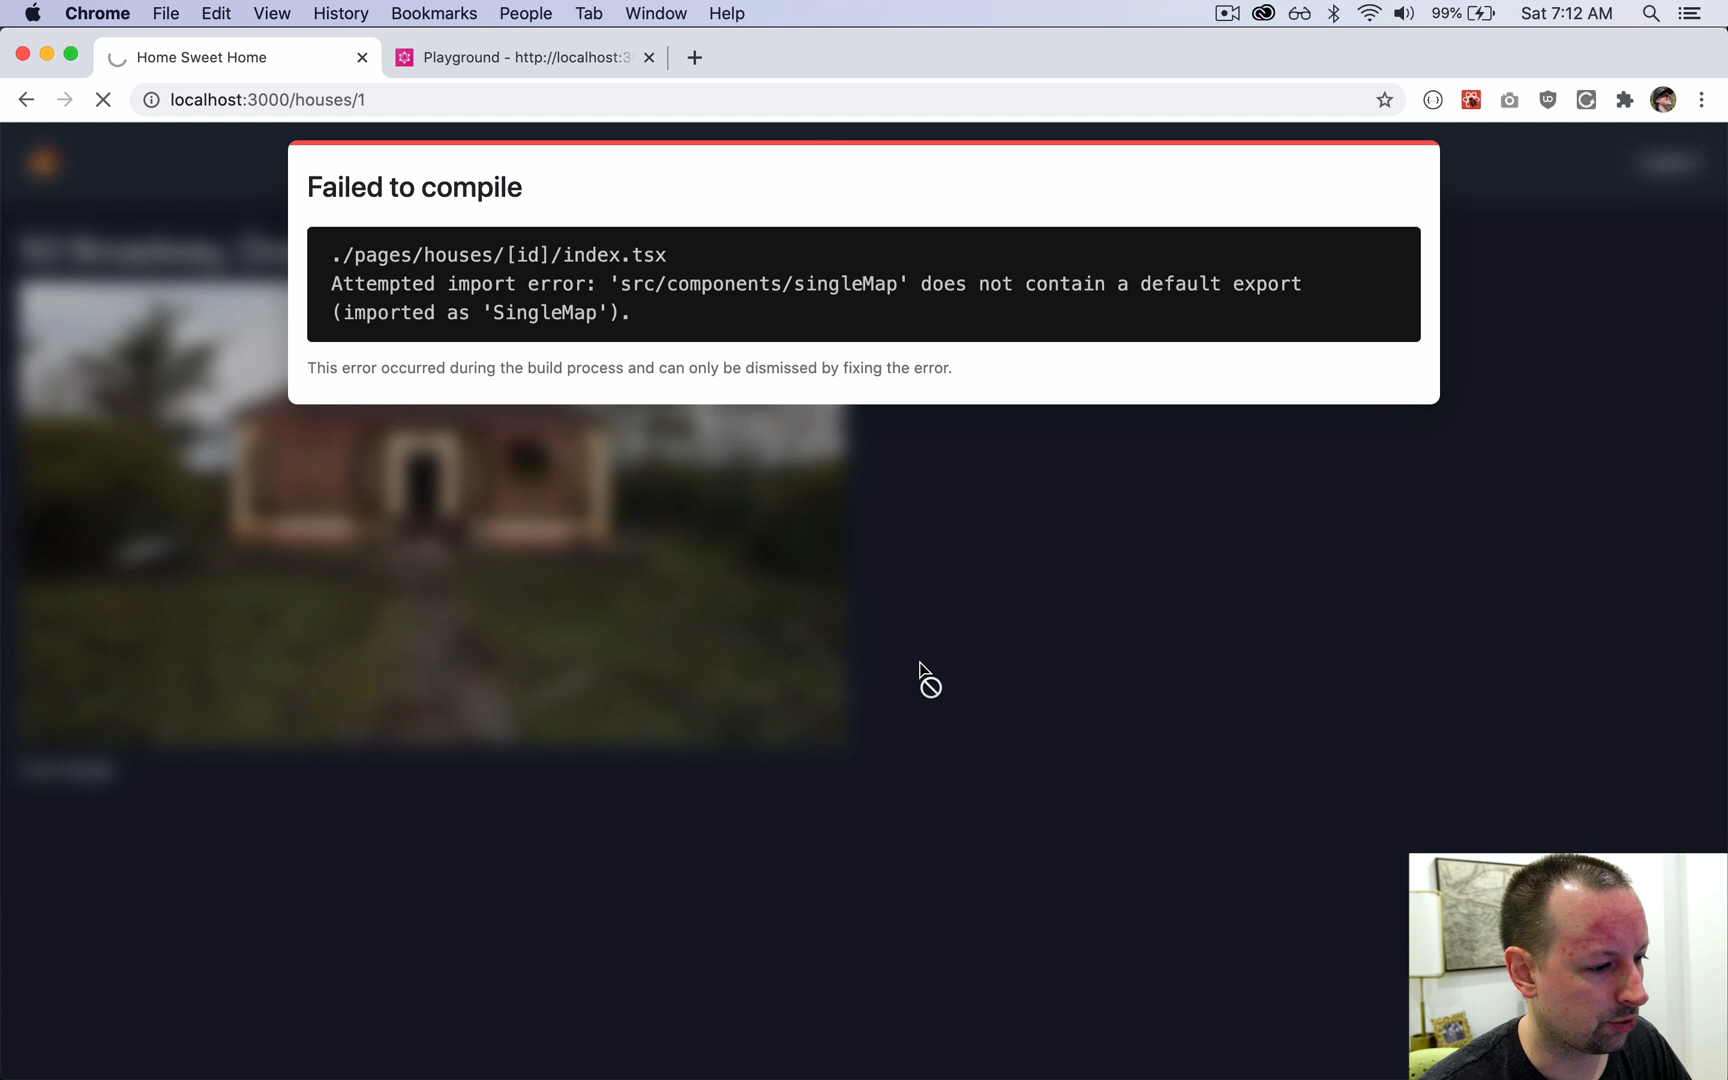 Chrome File Edit View History Bookmarks People Tab Window Help 99% Sat 7:12 AM
Home Sweet Home Playground - http://localhost:3
localhost:3000/houses/1
Failed to compile
./pages/houses/[id]/index.tsx
Attempted import error: 'src/components/singleMap' does not contain a default export
(imported as 'SingleMap').
This error occurred during the build process and can only be dismissed by fixing the error.